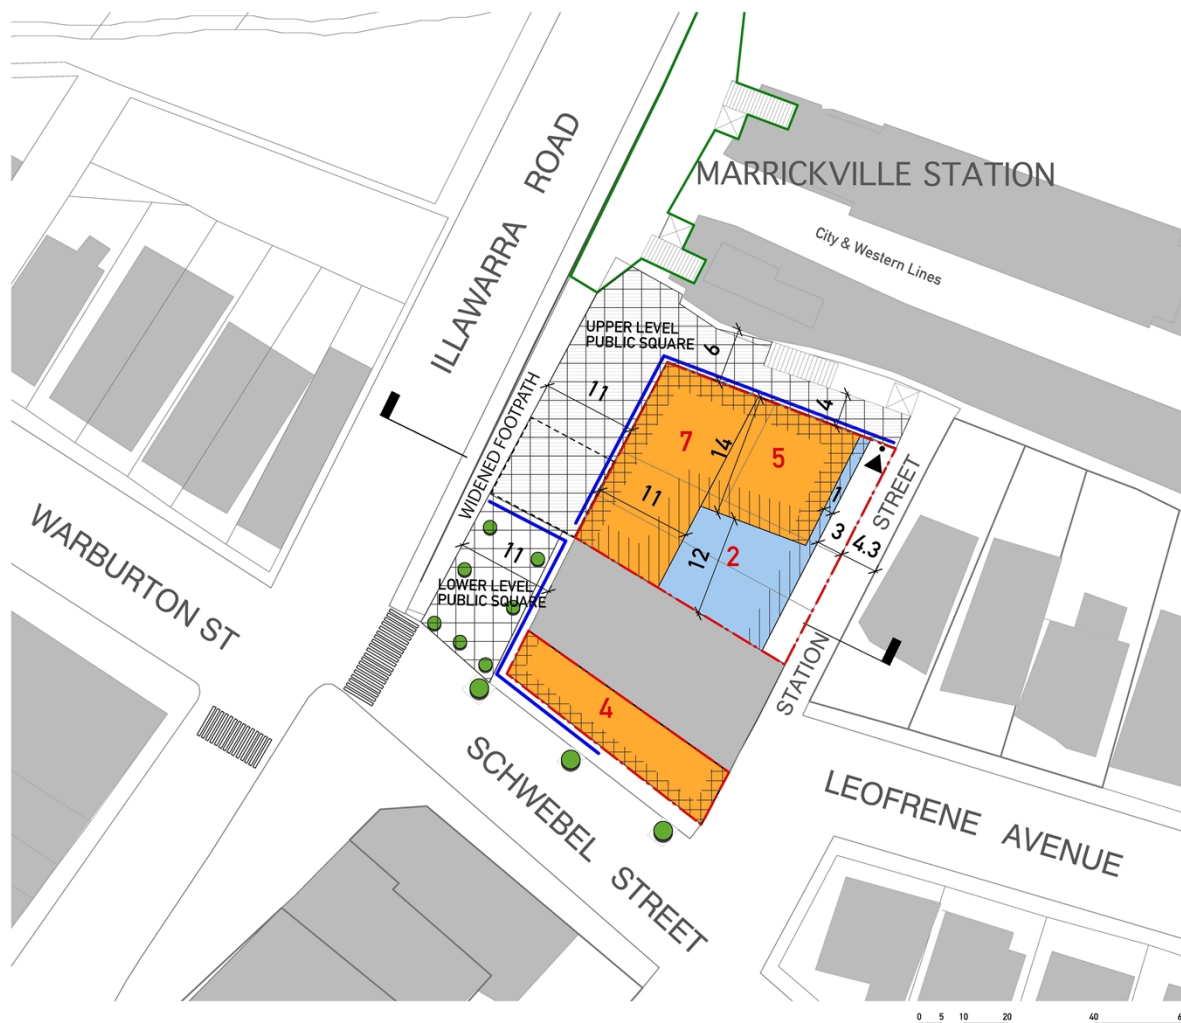 MARRICKVILLE STATION
City & Western Lines
ILLAWARRA ROAD
UPPER LEVEL
PUBLIC SQUARE
6
11
4
WIDENED FOOTPATH
7
14
5
11
1
STREET
3
4.3
2
12
11
LOWER LEVEL
PUBLIC SQUARE
WARBURTON ST
STATION
4
SCHWEBEL STREET
LEOFRENE AVENUE
0 5 10 20 40